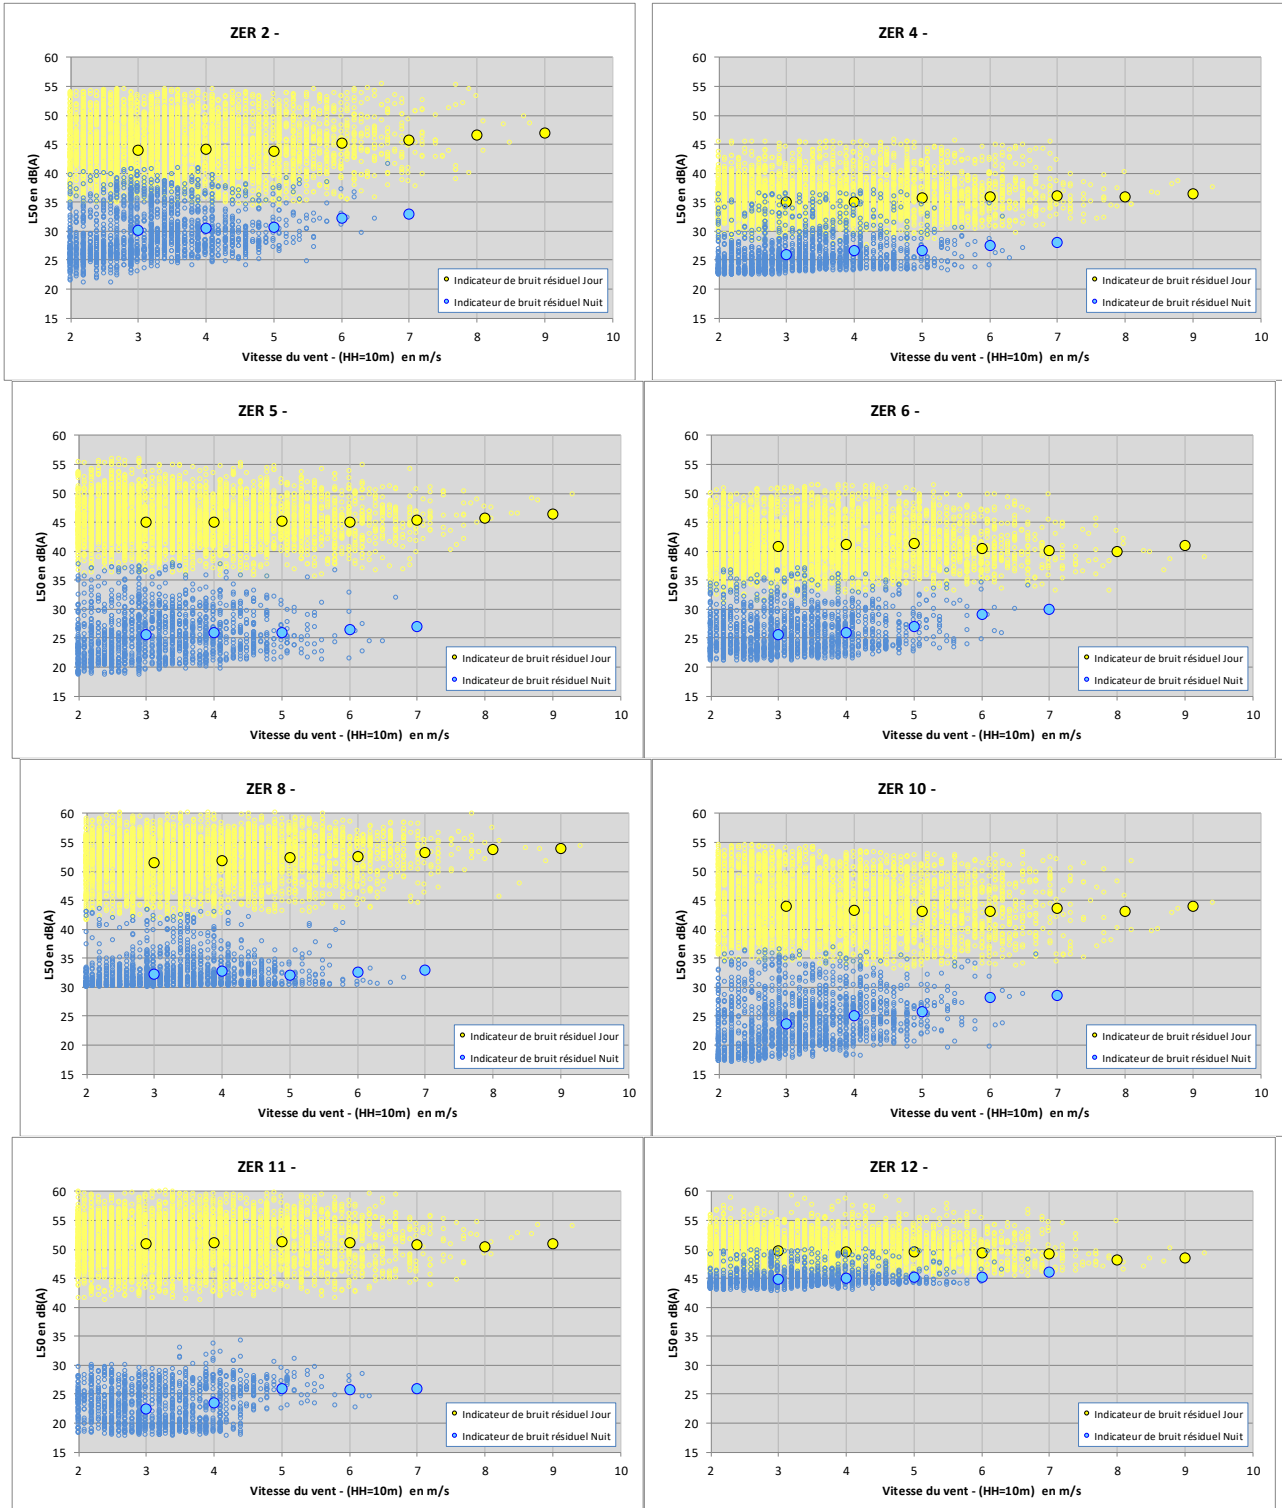 ZER 2 -
60
55
50
45
40
35
30
25
20
15
L50 en dB(A)
2 3 4 5 6 7 8 9 10
Vitesse du vent - (HH=10m) en m/s
Indicateur de bruit résiduel Jour
Indicateur de bruit résiduel Nuit
ZER 4 -
60
55
50
45
40
35
30
25
20
15
L50 en dB(A)
2 3 4 5 6 7 8 9 10
Vitesse du vent - (HH=10m) en m/s
Indicateur de bruit résiduel Jour
Indicateur de bruit résiduel Nuit
ZER 5 -
60
55
50
45
40
35
30
25
20
15
L50 en dB(A)
2 3 4 5 6 7 8 9 10
Vitesse du vent - (HH=10m) en m/s
Indicateur de bruit résiduel Jour
Indicateur de bruit résiduel Nuit
ZER 6 -
60
55
50
45
40
35
30
25
20
15
L50 en dB(A)
2 3 4 5 6 7 8 9 10
Vitesse du vent - (HH=10m) en m/s
Indicateur de bruit résiduel Jour
Indicateur de bruit résiduel Nuit
ZER 8 -
60
55
50
45
40
35
30
25
20
15
L50 en dB(A)
2 3 4 5 6 7 8 9 10
Vitesse du vent - (HH=10m) en m/s
Indicateur de bruit résiduel Jour
Indicateur de bruit résiduel Nuit
ZER 10 -
60
55
50
45
40
35
30
25
20
15
L50 en dB(A)
2 3 4 5 6 7 8 9 10
Vitesse du vent - (HH=10m) en m/s
Indicateur de bruit résiduel Jour
Indicateur de bruit résiduel Nuit
ZER 11 -
60
55
50
45
40
35
30
25
20
15
L50 en dB(A)
2 3 4 5 6 7 8 9 10
Vitesse du vent - (HH=10m) en m/s
Indicateur de bruit résiduel Jour
Indicateur de bruit résiduel Nuit
ZER 12 -
60
55
50
45
40
35
30
25
20
15
L50 en dB(A)
2 3 4 5 6 7 8 9 10
Vitesse du vent - (HH=10m) en m/s
Indicateur de bruit résiduel Jour
Indicateur de bruit résiduel Nuit